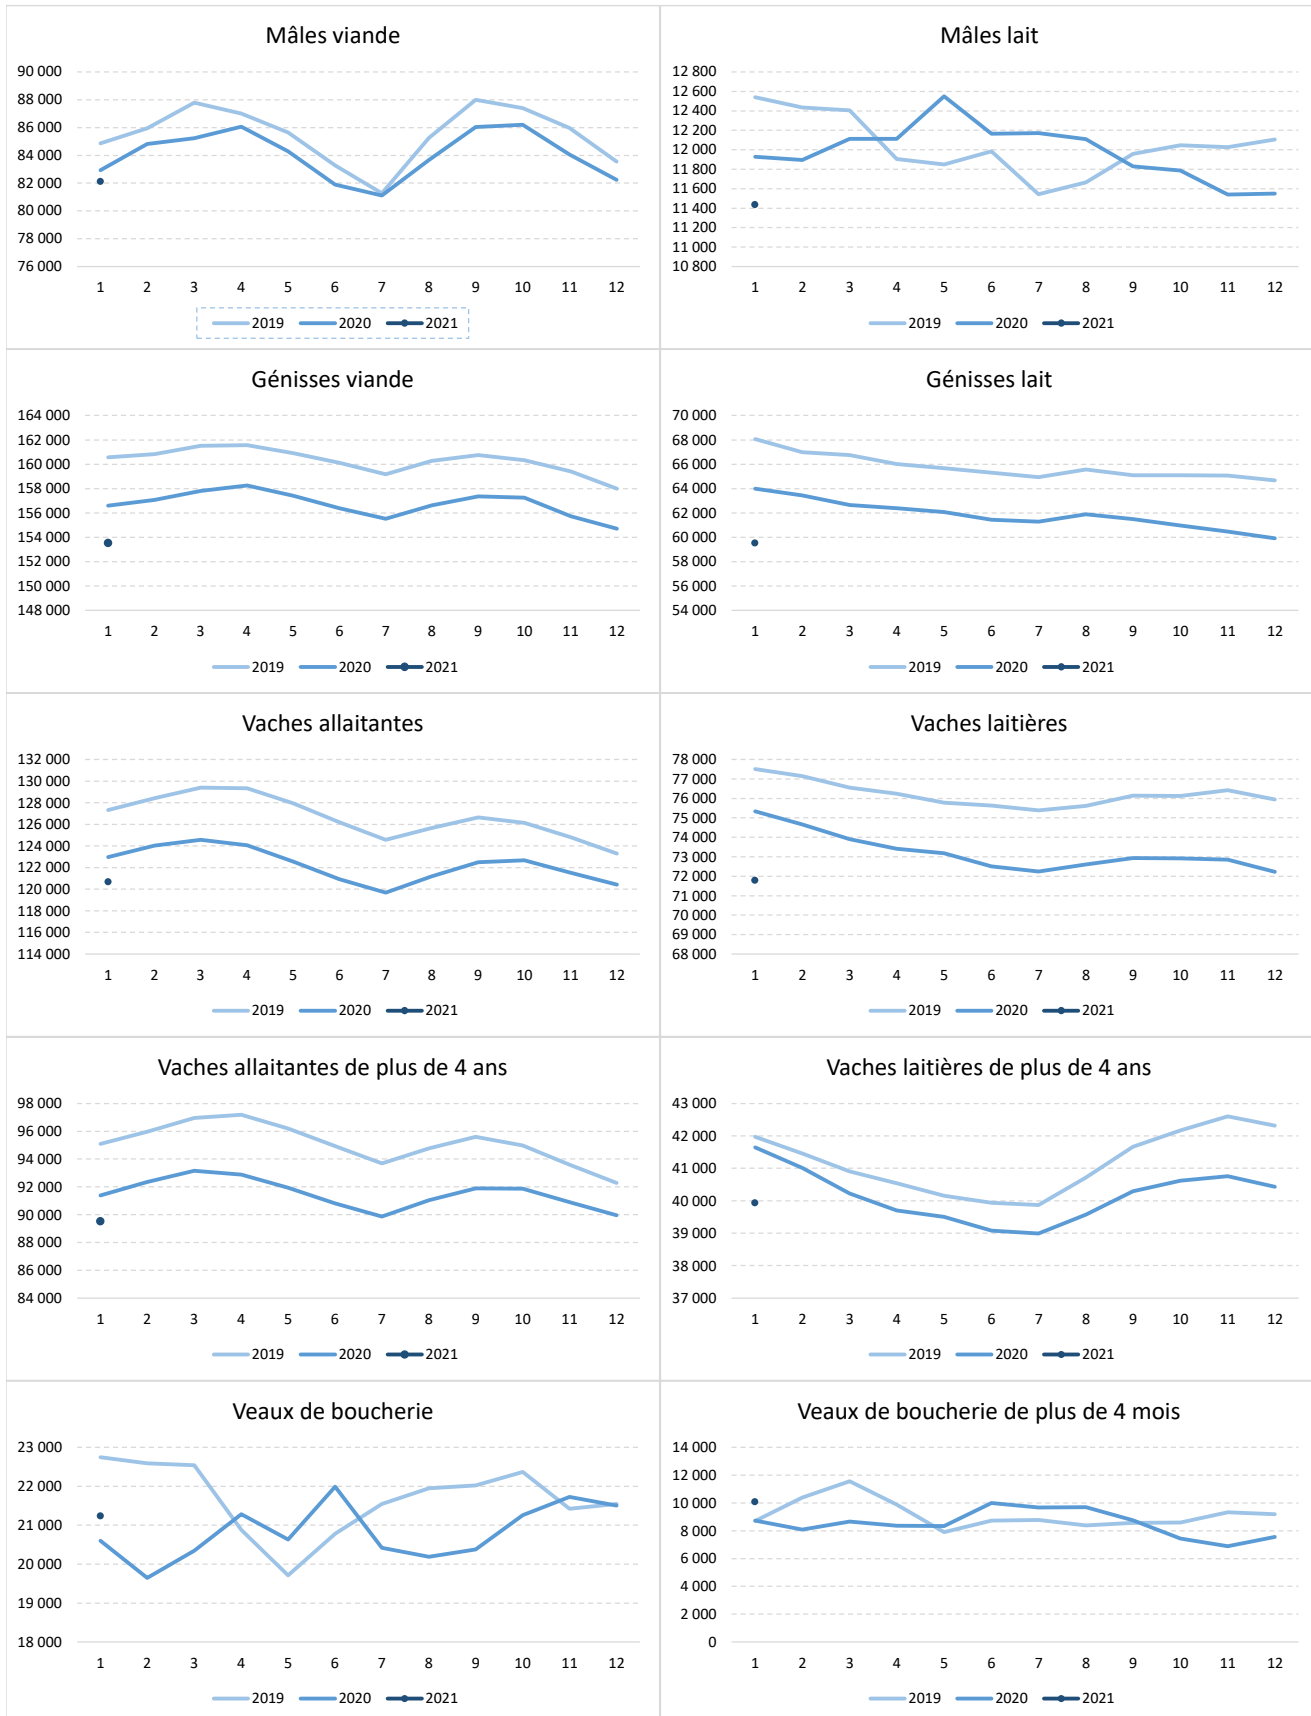 Mâles viande
90 000
88 000
86 000
84 000
82 000
80 000
78 000
76 000
1 2 3 4 5 6 7 8 9 10 11 12
2019 2020 2021
Mâles lait
12 800
12 600
12 400
12 200
12 000
11 800
11 600
11 400
11 200
11 000
10 800
1 2 3 4 5 6 7 8 9 10 11 12
2019 2020 2021
Génisses viande
164 000
162 000
160 000
158 000
156 000
154 000
152 000
150 000
148 000
1 2 3 4 5 6 7 8 9 10 11 12
2019 2020 2021
Génisses lait
70 000
68 000
66 000
64 000
62 000
60 000
58 000
56 000
54 000
1 2 3 4 5 6 7 8 9 10 11 12
2019 2020 2021
Vaches allaitantes
132 000
130 000
128 000
126 000
124 000
122 000
120 000
118 000
116 000
114 000
1 2 3 4 5 6 7 8 9 10 11 12
2019 2020 2021
Vaches laitières
78 000
77 000
76 000
75 000
74 000
73 000
72 000
71 000
70 000
69 000
68 000
1 2 3 4 5 6 7 8 9 10 11 12
2019 2020 2021
Vaches allaitantes de plus de 4 ans
98 000
96 000
94 000
92 000
90 000
88 000
86 000
84 000
1 2 3 4 5 6 7 8 9 10 11 12
2019 2020 2021
Vaches laitières de plus de 4 ans
43 000
42 000
41 000
40 000
39 000
38 000
37 000
1 2 3 4 5 6 7 8 9 10 11 12
2019 2020 2021
Veaux de boucherie
23 000
22 000
21 000
20 000
19 000
18 000
1 2 3 4 5 6 7 8 9 10 11 12
2019 2020 2021
Veaux de boucherie de plus de 4 mois
14 000
12 000
10 000
8 000
6 000
4 000
2 000
0
1 2 3 4 5 6 7 8 9 10 11 12
2019 2020 2021